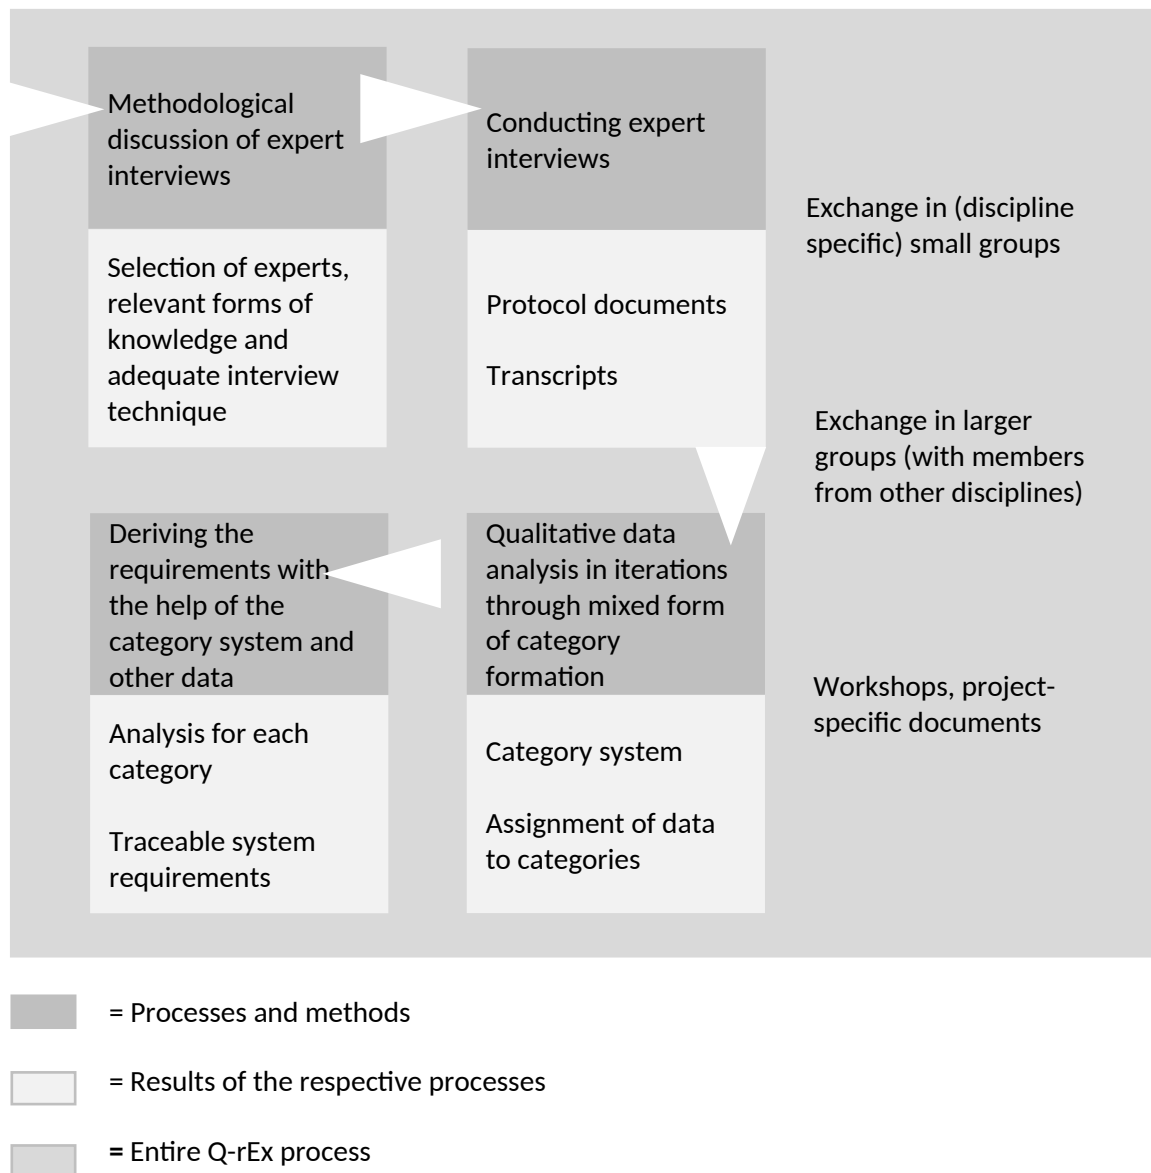 Methodological
discussion of expert
interviews
Selection of experts,
relevant forms of
knowledge and
adequate interview
technique
Conducting expert
interviews
Protocol documents
Transcripts
Exchange in (discipline
specific) small groups
Exchange in larger
groups (with members
from other disciplines)
Workshops, project-
specific documents
Deriving the
requirements with
the help of the
category system and
other data
Analysis for each
category
Traceable system
requirements
Qualitative data
analysis in iterations
through mixed form
of category
formation
Category system
Assignment of data
to categories
= Processes and methods
= Results of the respective processes
= Entire Q-rEx process